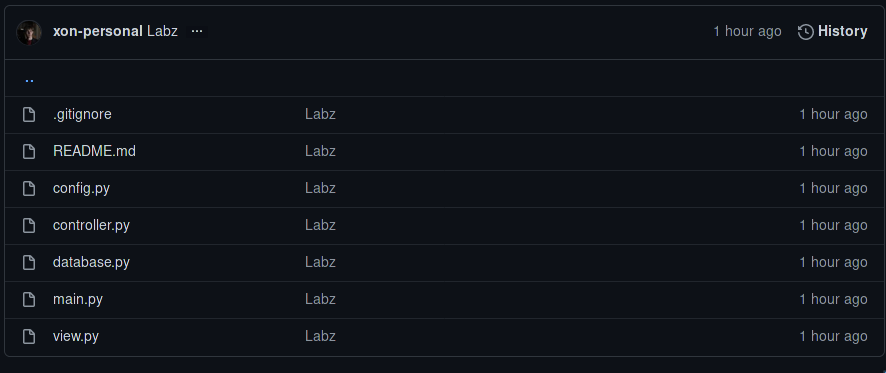 xon-personal Labz ... 1 hour ago History
..
.gitignore Labz 1 hour ago
README.md Labz 1 hour ago
config.py Labz 1 hour ago
controller.py Labz 1 hour ago
database.py Labz 1 hour ago
main.py Labz 1 hour ago
view.py Labz 1 hour ago